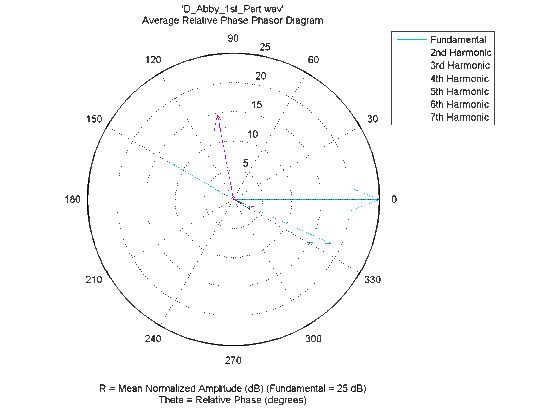 'D_Abby_1st_Part wav'
Average Relative Phase Phasor Diagram
90
25
120
60
20
15
150
30
10
5
180
0
210
330
240
300
270
Fundamental
2nd Harmonic
3rd Harmonic
4th Harmonic
5th Harmonic
6th Harmonic
7th Harmonic
R = Mean Normalized Amplitude (dB) (Fundamental = 25 dB)
Theta = Relative Phase (degrees)